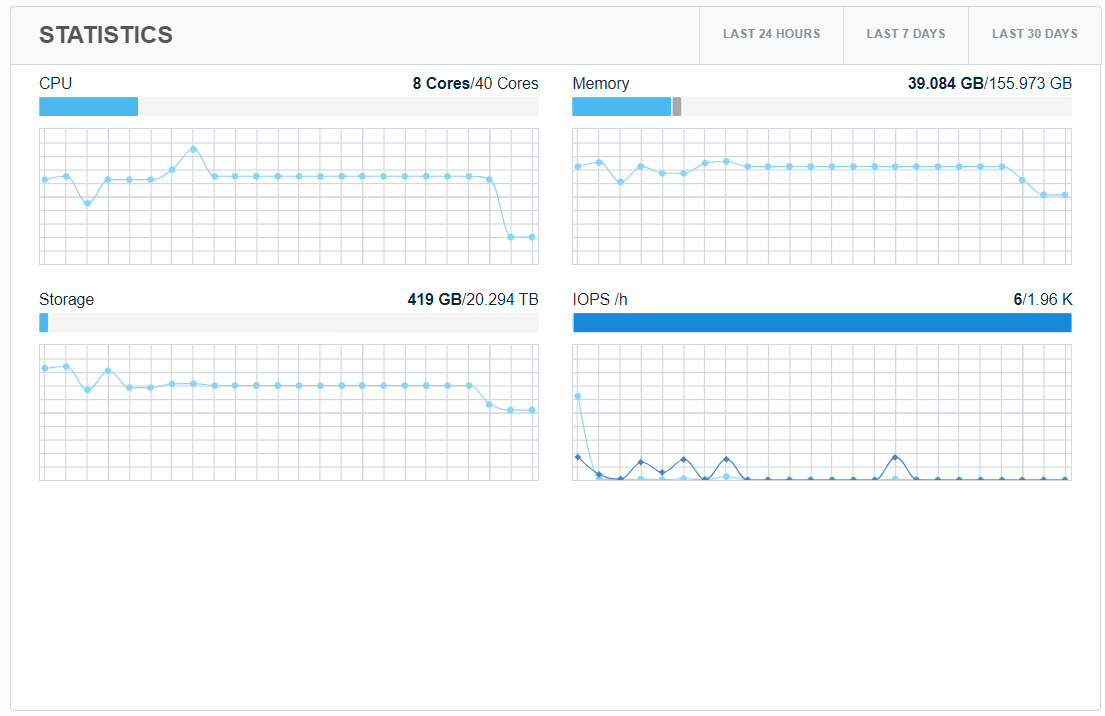 STATISTICS
LAST 24 HOURS
LAST 7 DAYS
LAST 30 DAYS
CPU
8 Cores/40 Cores
Memory
39.084 GB/155.973 GB
Storage
419 GB/20.294 TB
IOPS /h
6/1.96 K